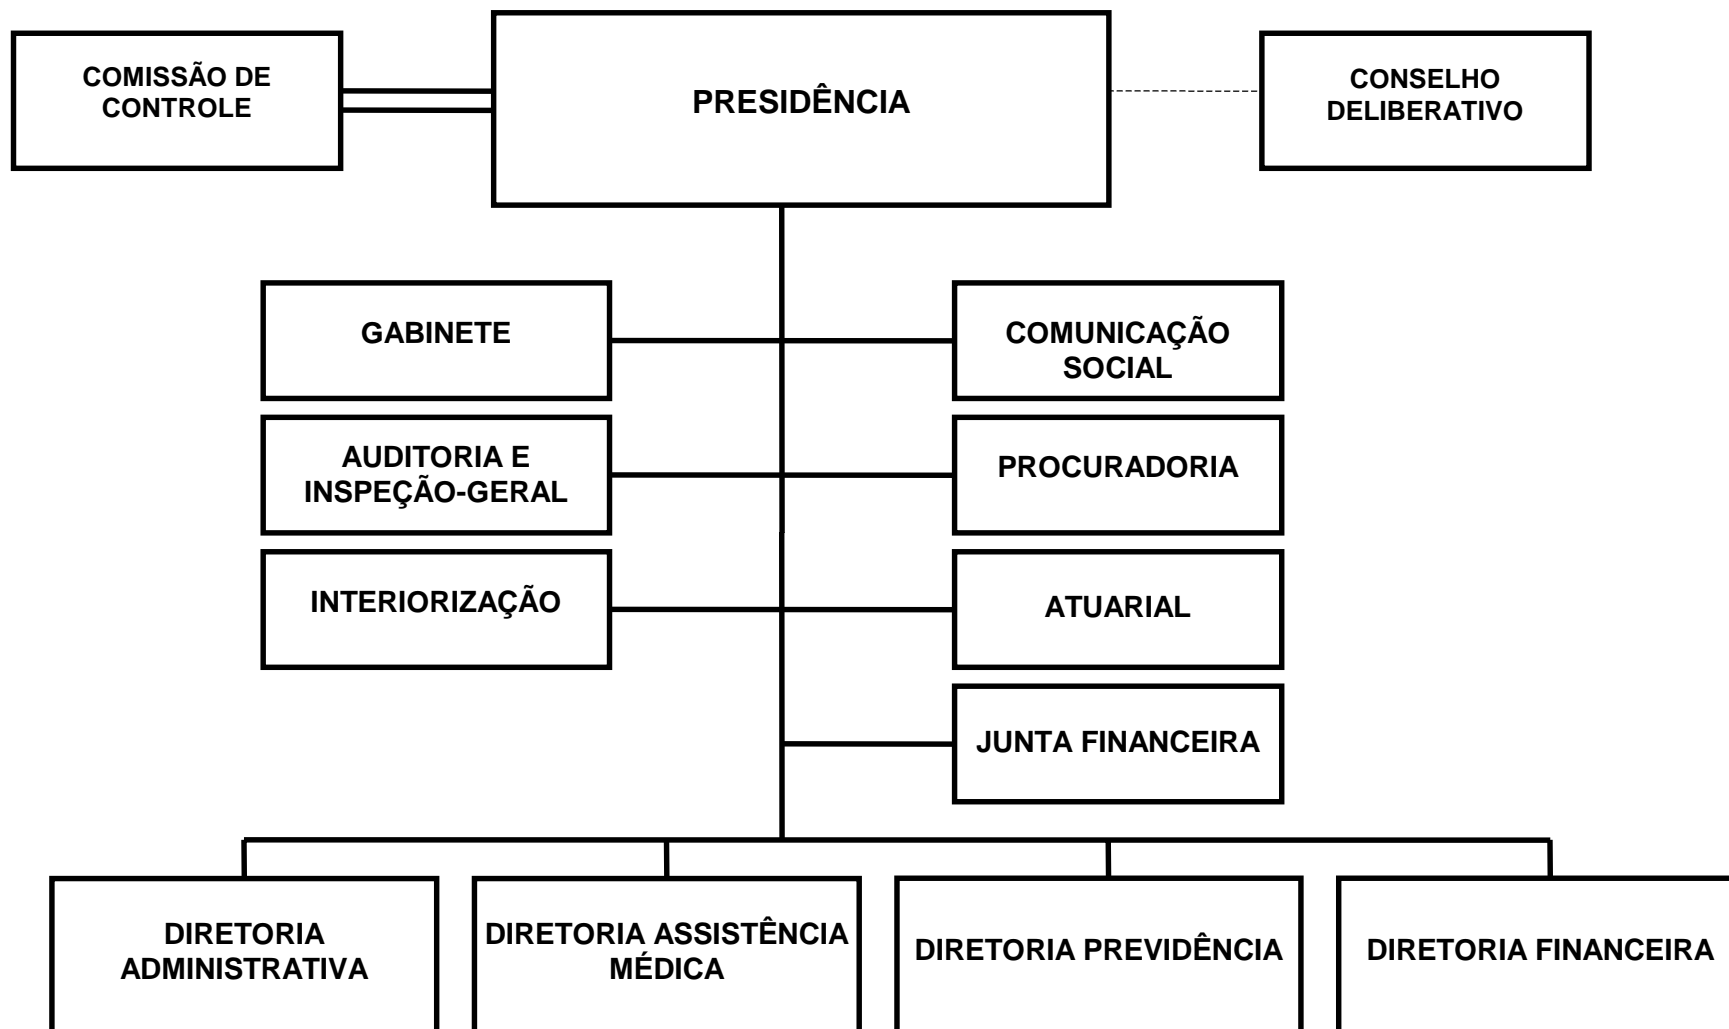 COMISSÃO DE
CONTROLE
PRESIDÊNCIA
CONSELHO
DELIBERATIVO
GABINETE
COMUNICAÇÃO
SOCIAL
AUDITORIA E
INSPEÇÃO-GERAL
PROCURADORIA
INTERIORIZAÇÃO
ATUARIAL
JUNTA FINANCEIRA
DIRETORIA
ADMINISTRATIVA
DIRETORIA ASSISTÊNCIA
MÉDICA
DIRETORIA PREVIDÊNCIA
DIRETORIA FINANCEIRA